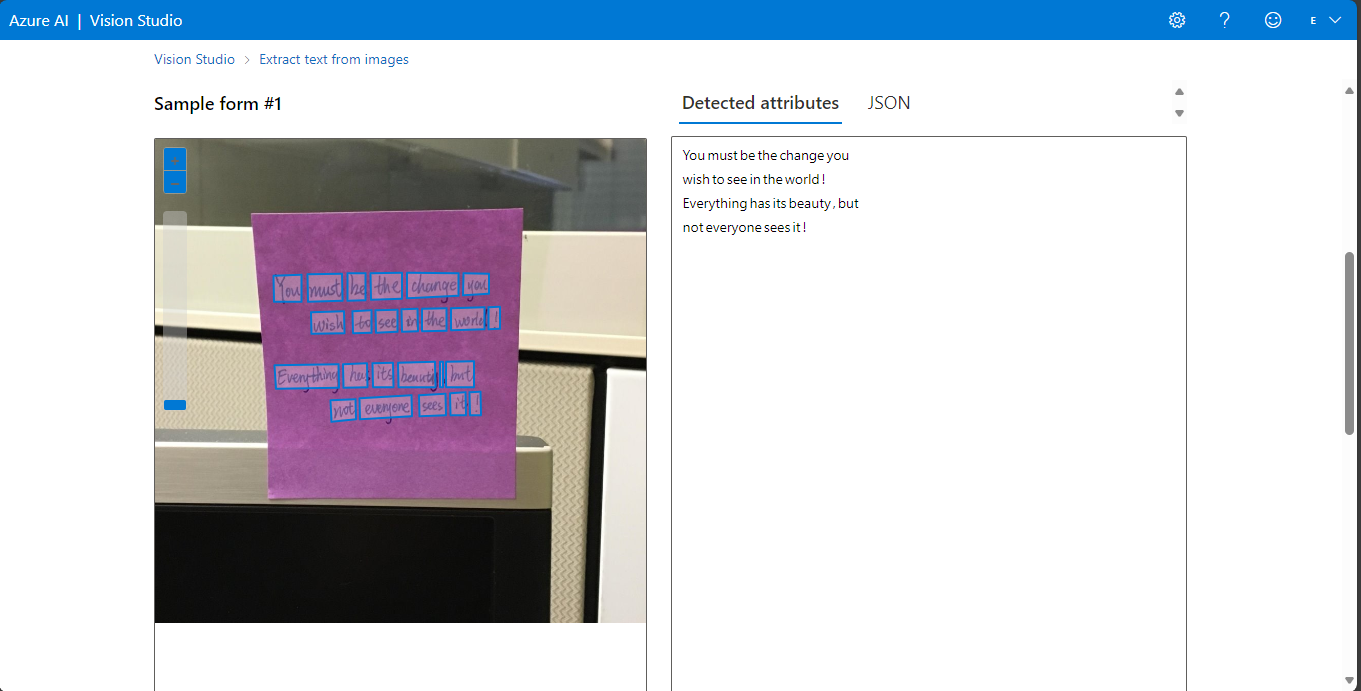 Azure AI | Vision Studio
E
Vision Studio > Extract text from images
Sample form #1
+
-
You must be the change you
wish to see in the world !
Everything has its beauty, but
not everyone sees it !
Detected attributes JSON
You must be the change you
wish to see in the world !
Everything has its beauty , but
not everyone sees it !